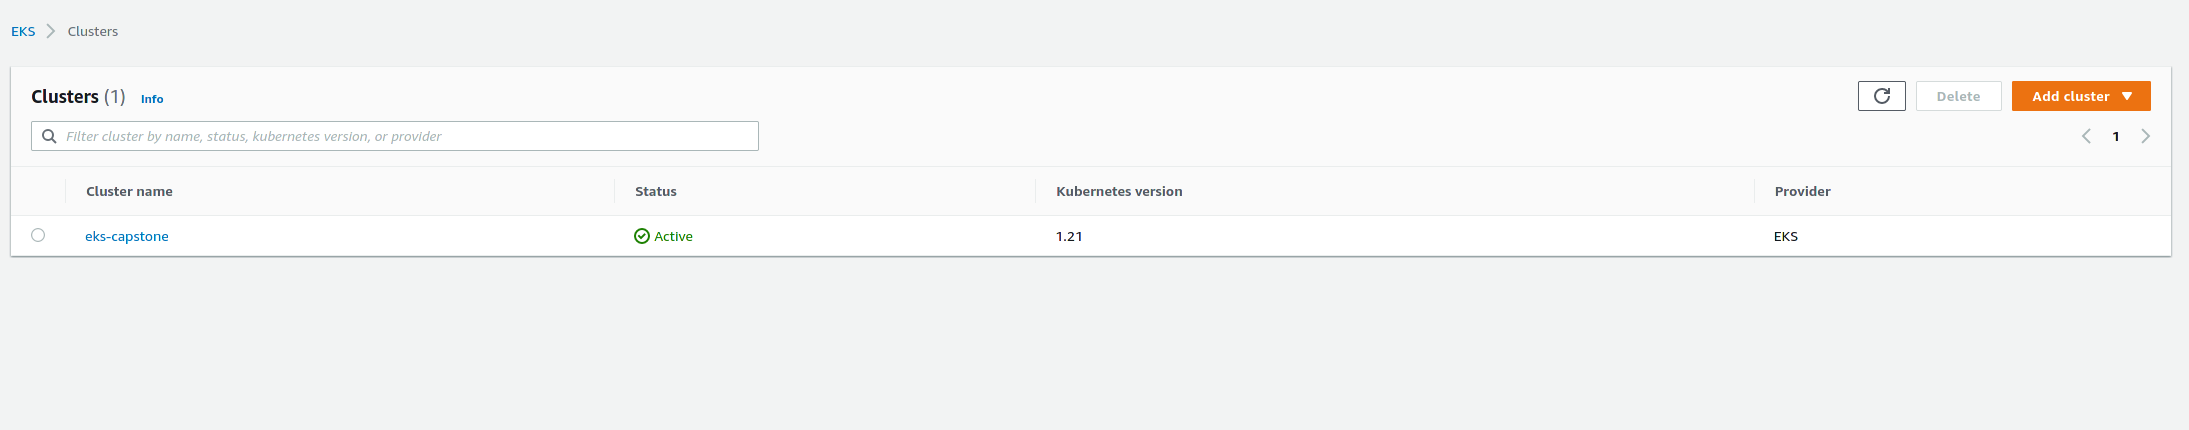 EKS Clusters
Clusters (1) Info
Delete
Add cluster
Filter cluster by name, status, kubernetes version, or provider
1
Cluster name Status Kubernetes version Provider
eks-capstone Active 1.21 EKS